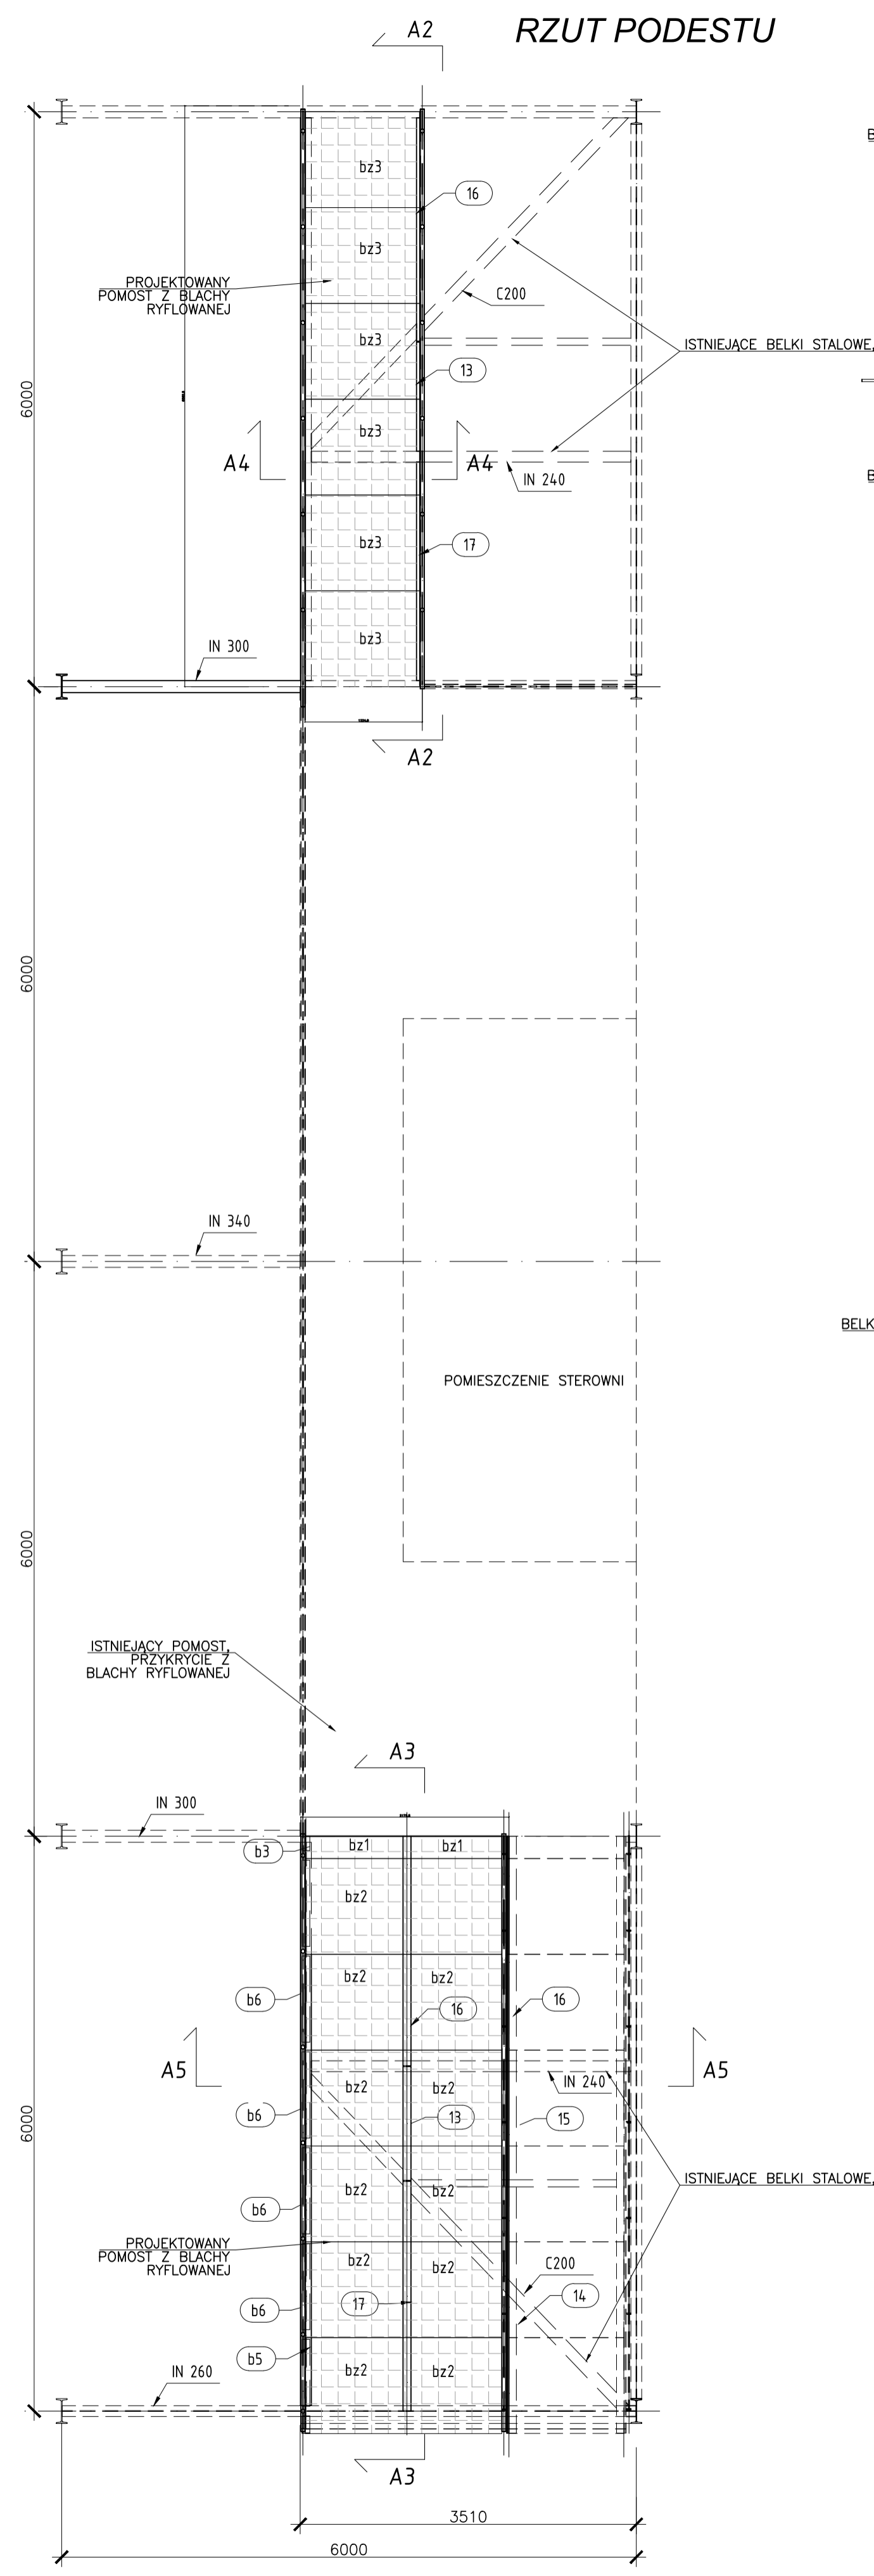 RZUT PODESTU
A2
bz3
16
bz3
PROJEKTOWANY
POMOST Z BLACHY
RYFLOWANEJ
C200
bz3
ISTNIEJĄCE BELKI STALOWE,
13
6000
bz3
A4
A4
IN 240
bz3
17
bz3
IN 300
A2
6000
IN 340
BELK
POMIESZCZENIE STEROWNI
6000
ISTNIEJĄCY POMOST,
PRZYKRYCIE Z
BLACHY RYFLOWANEJ
A3
IN 300
b3
bz1
bz1
bz2
bz2
bz2
b6
16
16
A5
A5
IN 240
bz2
bz2
b6
13
15
6000
ISTNIEJĄCE BELKI STALOWE,
bz2
bz2
b6
PROJEKTOWANY
POMOST Z BLACHY
RYFLOWANEJ
bz2
bz2
C200
14
b6
17
b5
IN 260
bz2
bz2
A3
3510
6000